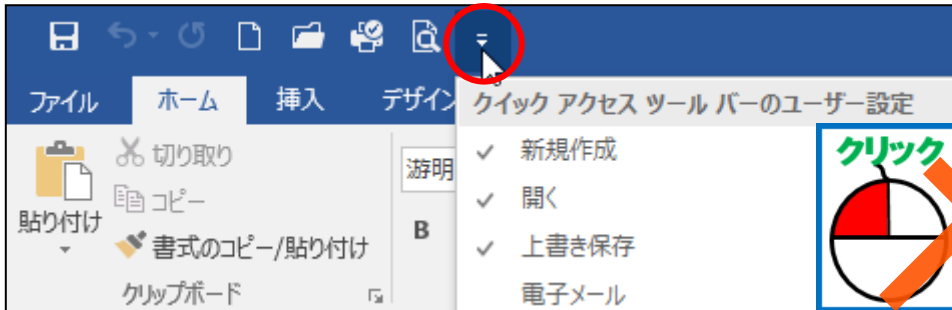 ファイル ホーム 挿入 デザイン
クイック アクセス ツール バーのユーザー設定
切り取り
コピー
貼り付け
書式のコピー/貼り付け
クリップボード
游明
B
✓ 新規作成
✓ 開く
✓ 上書き保存
電子メール
クリック